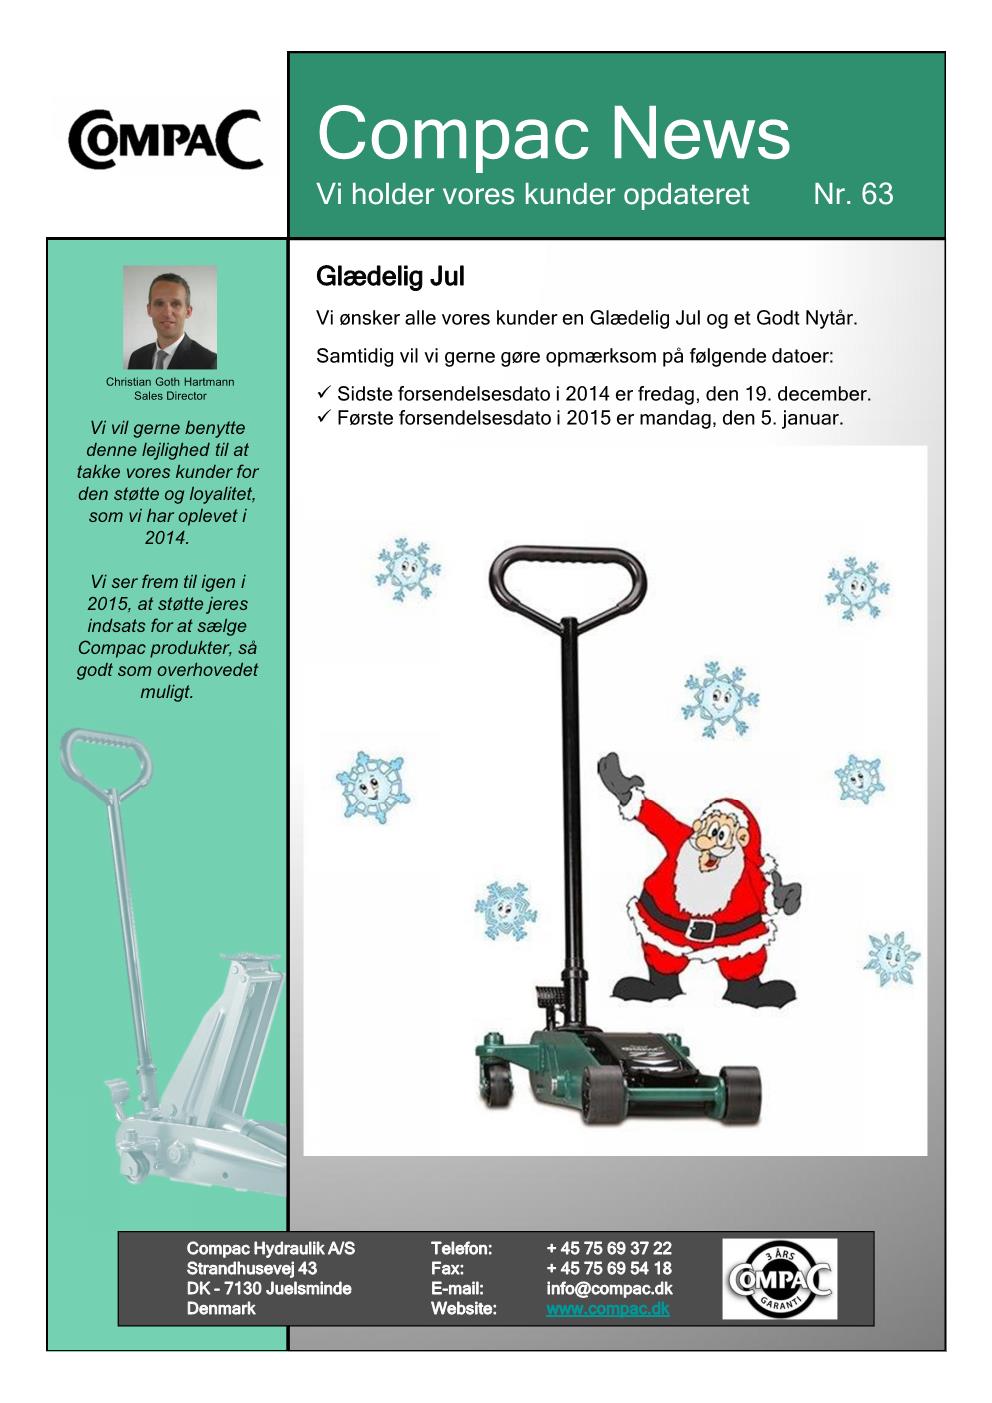 COMPAC
Compac News
Vi holder vores kunder opdateret Nr. 63
Christian Goth Hartmann
Sales Director
Vi vil gerne benytte
denne lejlighed til at
takke vores kunder for
den støtte og loyalitet,
som vi har oplevet i
2014.
Vi ser frem til igen i
2015, at støtte jeres
indsats for at sælge
Compac produkter, så
godt som overhovedet
muligt.
Glædelig Jul
Vi ønsker alle vores kunder en Glædelig Jul og et Godt Nytår.
Samtidig vil vi gerne gøre opmærksom på følgende datoer:
✓ Sidste forsendelsesdato i 2014 er fredag, den 19. december.
✓ Første forsendelsesdato i 2015 er mandag, den 5. januar.
Compac Hydraulik A/S Telefon: + 45 75 69 37 22
Strandhusevej 43 Fax: + 45 75 69 54 18
DK - 7130 Juelsminde E-mail: info@compac.dk
Denmark Website: www.compac.dk
3 ÅRS
COMPAC
GARANTI